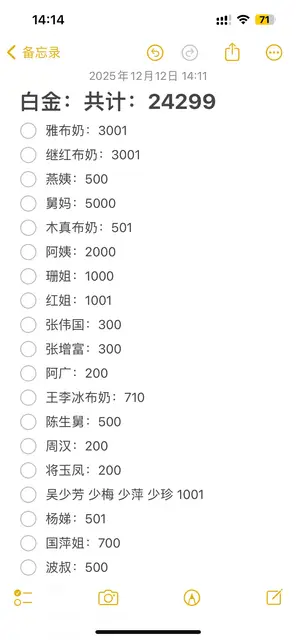 14:14
71
备忘录
2025年12月12日 14:11
白金：共计：24299
雅布奶：3001
继红布奶：3001
燕姨：500
舅妈：5000
木真布奶：501
阿姨：2000
珊姐：1000
红姐：1001
张伟国：300
张增富：300
阿广：200
王李冰布奶：710
陈生舅：500
周汉：200
将玉凤：200
吴少芳 少梅 少萍 少珍 1001
杨娣：501
国萍姐：700
波叔：500